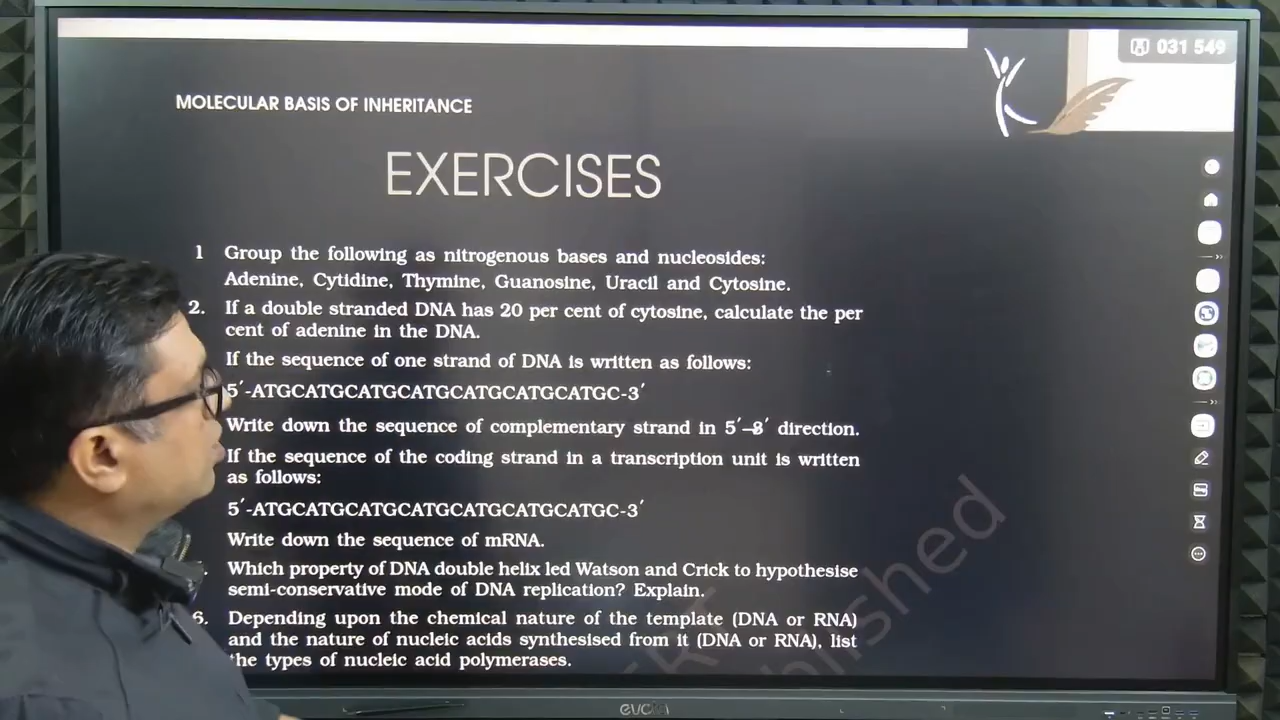 031 549
MOLECULAR BASIS OF INHERITANCE
EXERCISES
1 Group the following as nitrogenous bases and nucleosides:
Adenine, Cytidine, Thymine, Guanosine, Uracil and Cytosine.
2. If a double stranded DNA has 20 per cent of cytosine, calculate the per
cent of adenine in the DNA.
If the sequence of one strand of DNA is written as follows:
5′-ATGCATGCATGCATGCATGCATGCATGC-3′
Write down the sequence of complementary strand in 5′ direction.
If the sequence of the coding strand in a transcription unit is written
as follows:
5′-ATGCATGCATGCATGCATGCATGCATGC-3′
Write down the sequence of mRNA.
Which property of DNA double helix led Watson and Crick to hypothesise
semi-conservative mode of DNA replication? Explain.
6. Depending upon the chemical nature of the template (DNA or RNA)
and the nature of nucleic acids synthesised from it (DNA or RNA), list
the types of nucleic acid polymerases.